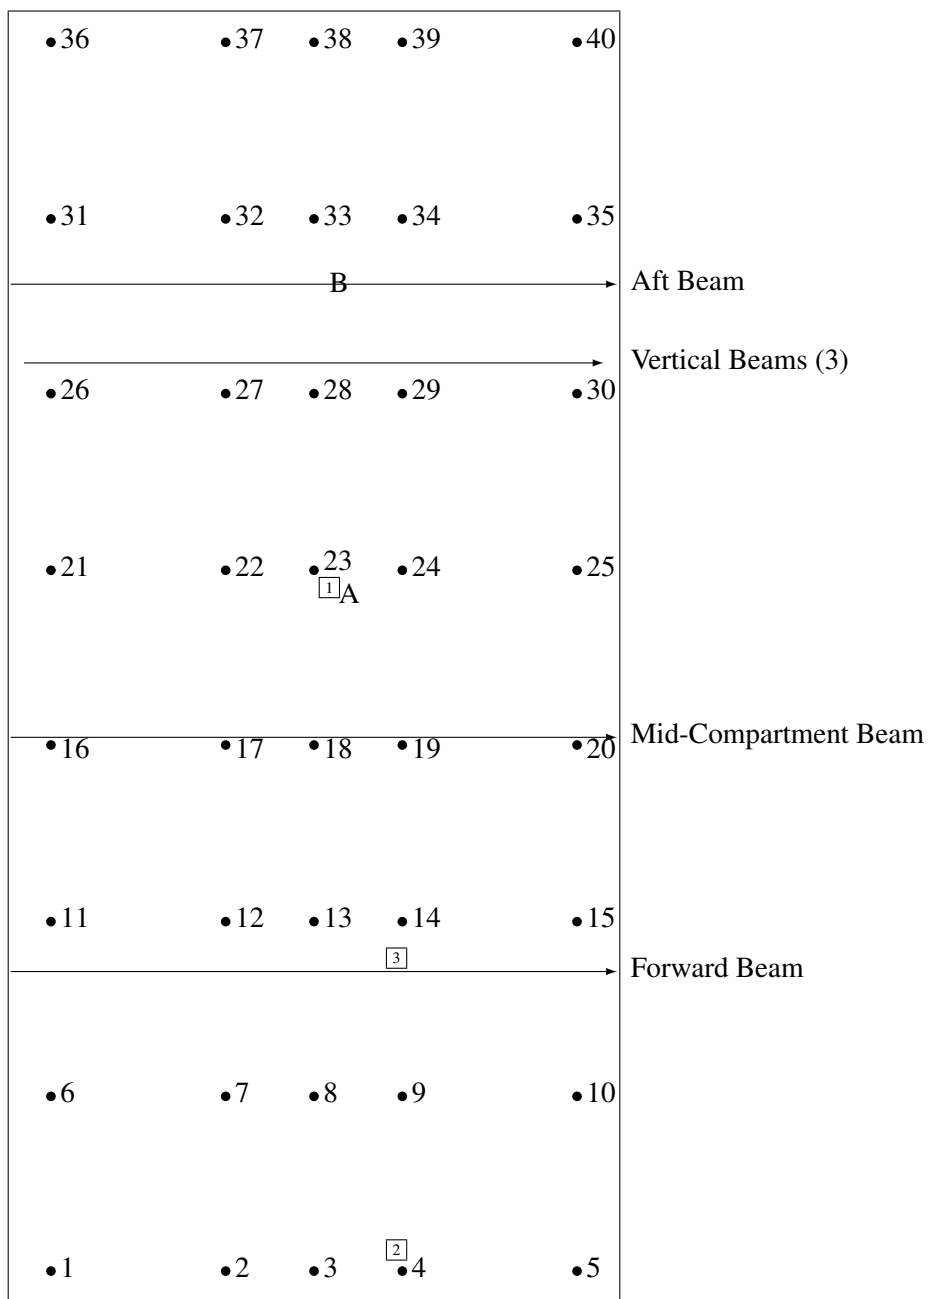 36 37 38 39 40
31 32 33 34 35
B Aft Beam
Vertical Beams (3)
26 27 28 29 30
21 22 23 24 25
1 A
Mid-Compartment Beam
16 17 18 19 20
11 12 13 14 15
3
Forward Beam
6 7 8 9 10
2
1 2 3 4 5